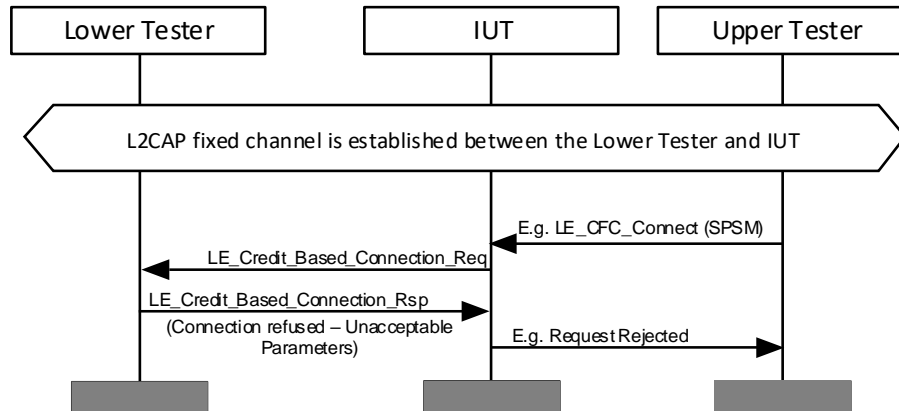 Lower Tester
IUT
Upper Tester
L2CAP fixed channel is established between the Lower Tester and IUT
E.g. LE_CFC_Connect (SPSM)
LE_Credit_Based_Connection_Req
LE_Credit_Based_Connection_Rsp
(Connection refused – Unacceptable
Parameters)
E.g. Request Rejected